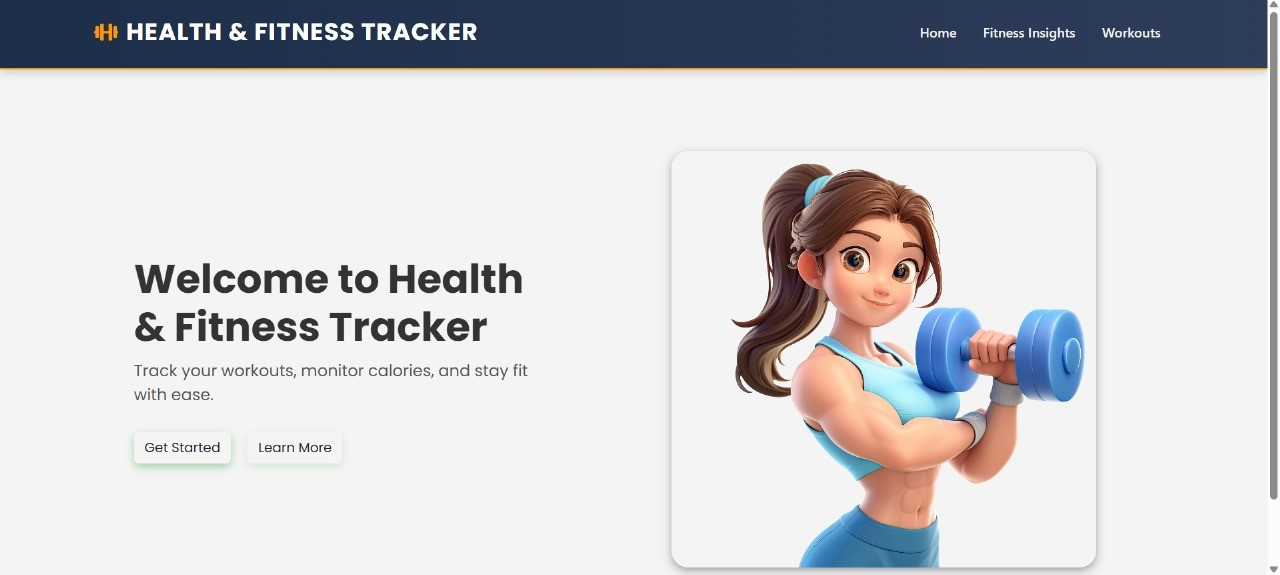 HEALTH & FITNESS TRACKER
Home Fitness Insights Workouts
Welcome to Health
& Fitness Tracker
Track your workouts, monitor calories, and stay fit
with ease.
Get Started Learn More